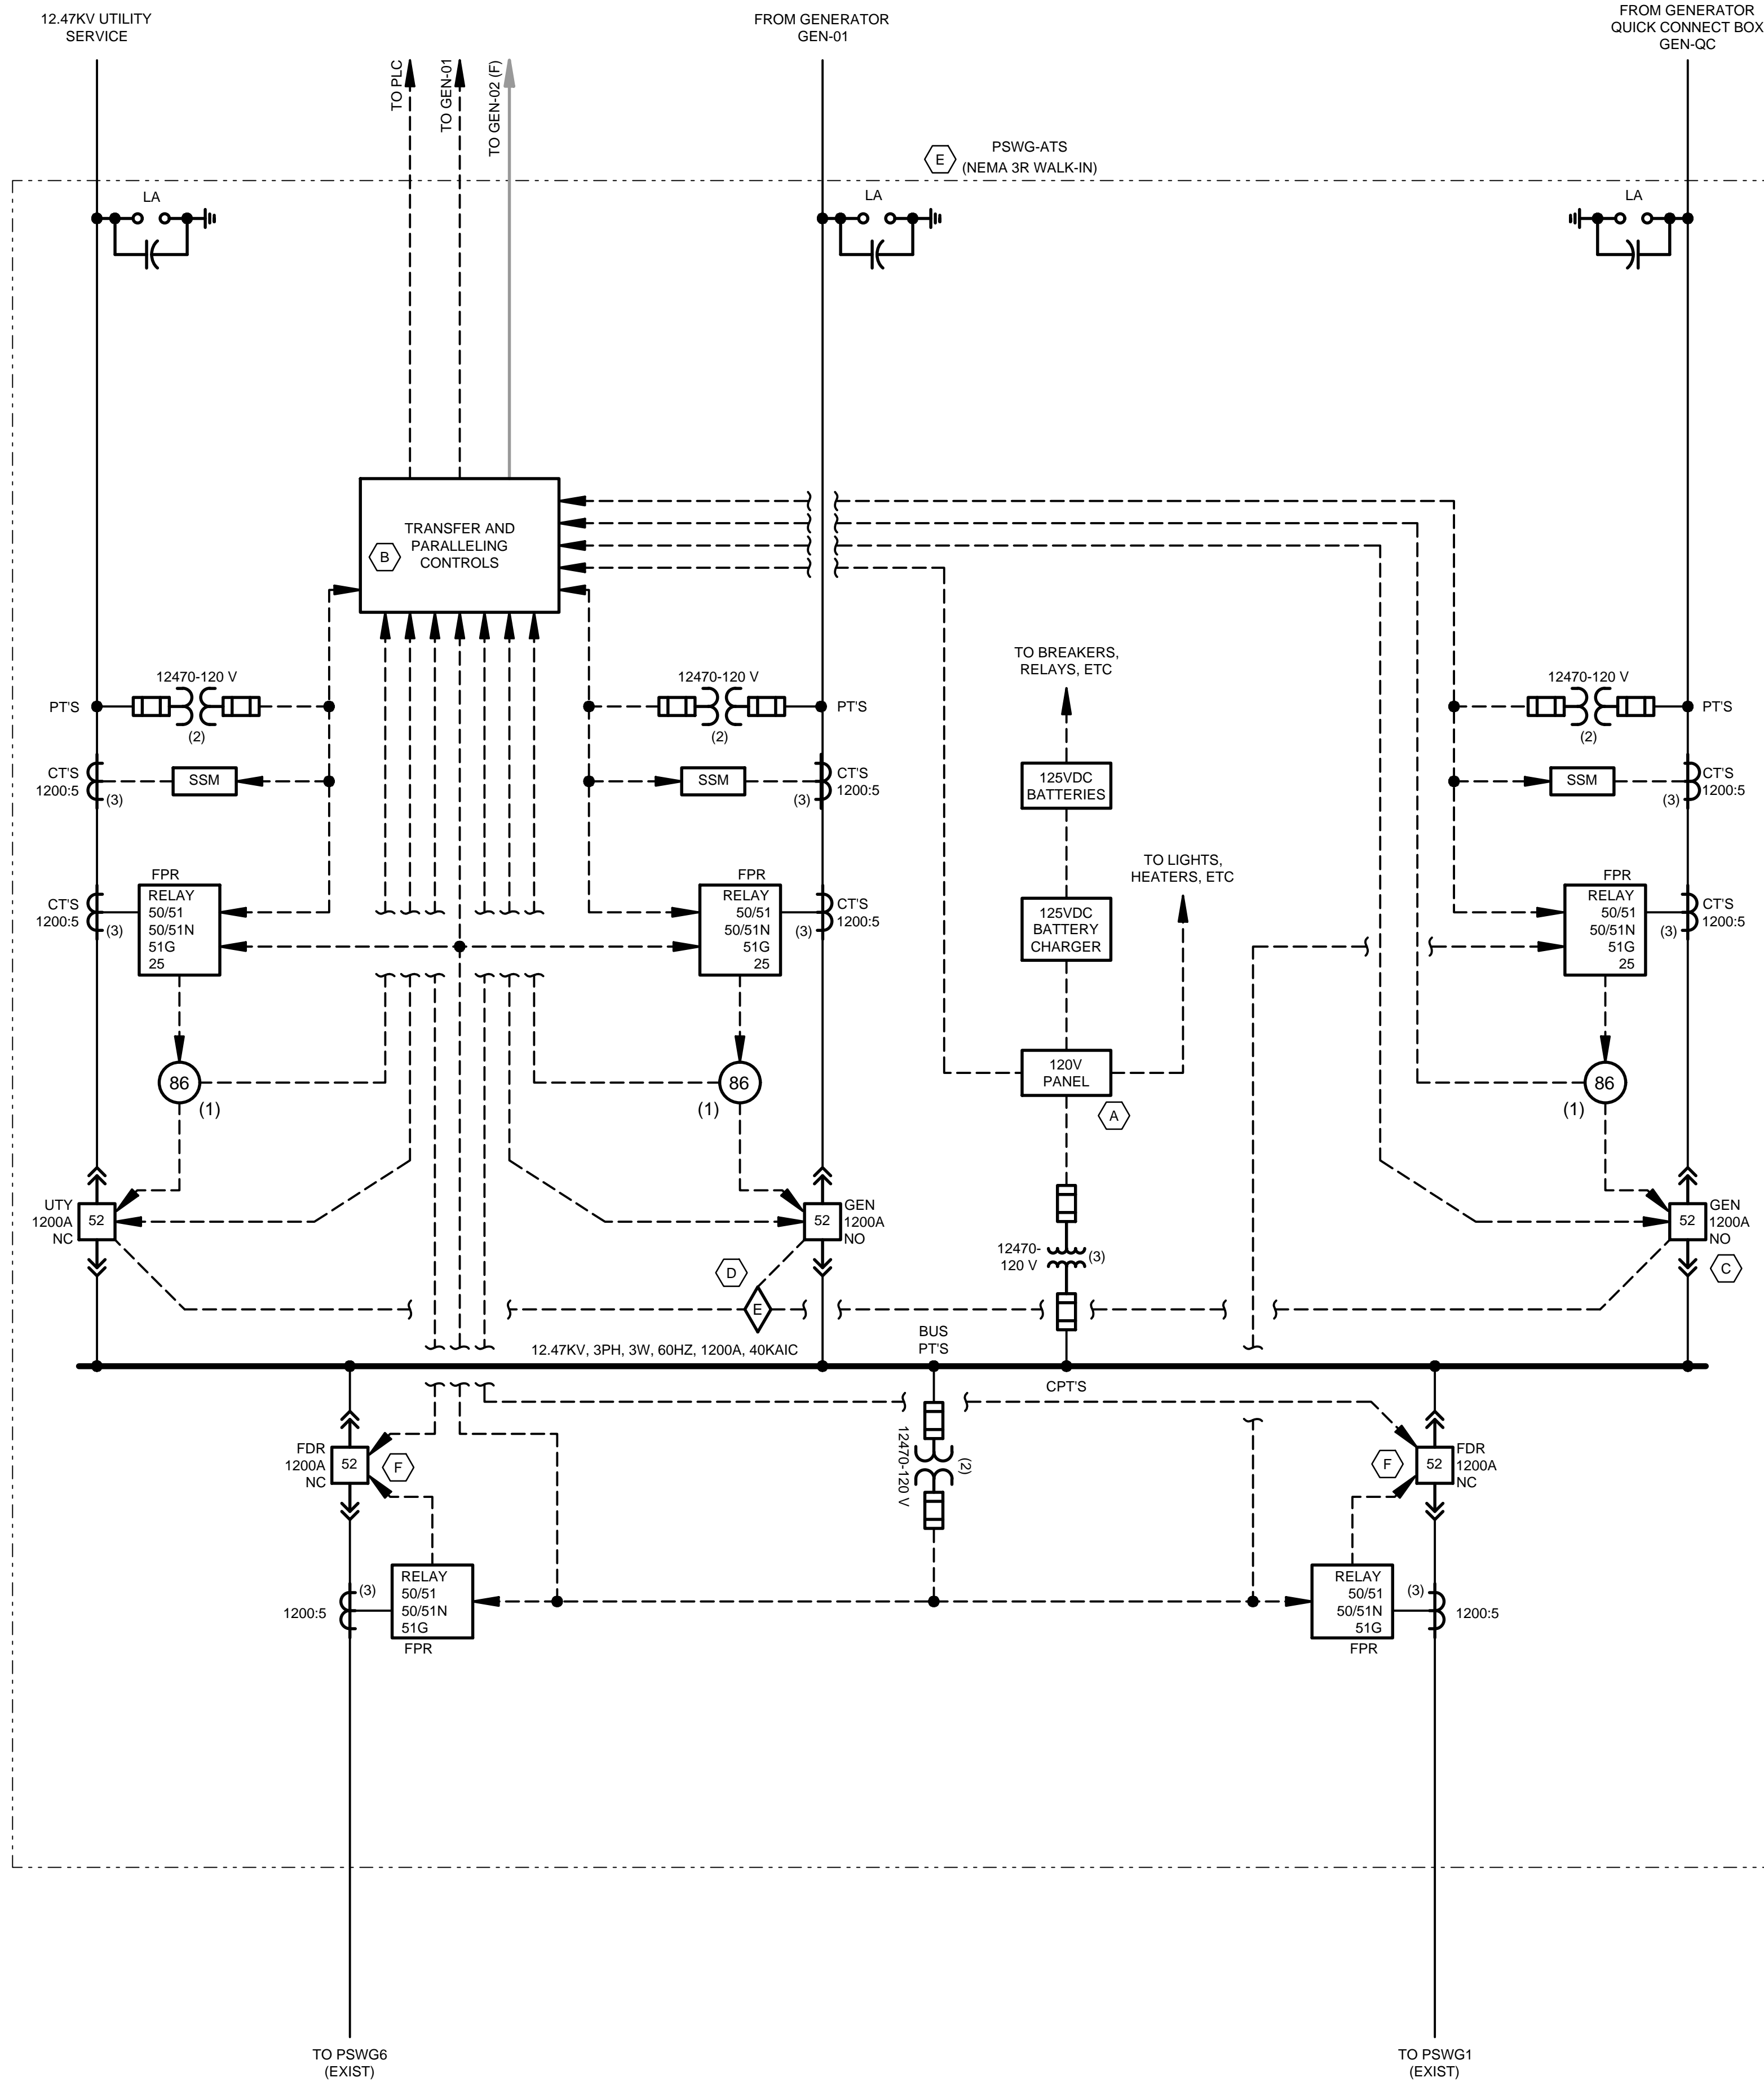 12.47KV UTILITY
SERVICE
FROM GENERATOR
GEN-01
FROM GENERATOR
QUICK CONNECT BOX
GEN-QC
TO PLC
TO GEN-01
TO GEN-02 (F)
E
PSWG-ATS
(NEMA 3R WALK-IN)
LA
LA
LA
B
TRANSFER AND
PARALLELING
CONTROLS
12470-120 V
PT'S
(2)
12470-120 V
PT'S
(2)
12470-120 V
PT'S
(2)
CT'S
1200:5
(3)
SSM
SSM
(3)
CT'S
1200:5
SSM
(3)
CT'S
1200:5
TO BREAKERS,
RELAYS, ETC
125VDC
BATTERIES
TO LIGHTS,
HEATERS, ETC
125VDC
BATTERY
CHARGER
120V
PANEL
A
CT'S
1200:5
(3)
FPR
RELAY
50/51
50/51N
51G
25
FPR
RELAY
50/51
50/51N
51G
25
(3)
CT'S
1200:5
FPR
RELAY
50/51
50/51N
51G
25
(3)
CT'S
1200:5
86
(1)
86
(1)
86
(1)
UTY
1200A
NC
52
52
GEN
1200A
NO
52
GEN
1200A
NO
C
D
E
12470-
120 V
(3)
12.47KV, 3PH, 3W, 60HZ, 1200A, 40KAIC
BUS
PT'S
CPT'S
12470-120 V
(2)
FDR
1200A
NC
52
F
F
52
FDR
1200A
NC
1200:5
(3)
RELAY
50/51
50/51N
51G
FPR
RELAY
50/51
50/51N
51G
FPR
(3)
1200:5
TO PSWG6
(EXIST)
TO PSWG1
(EXIST)